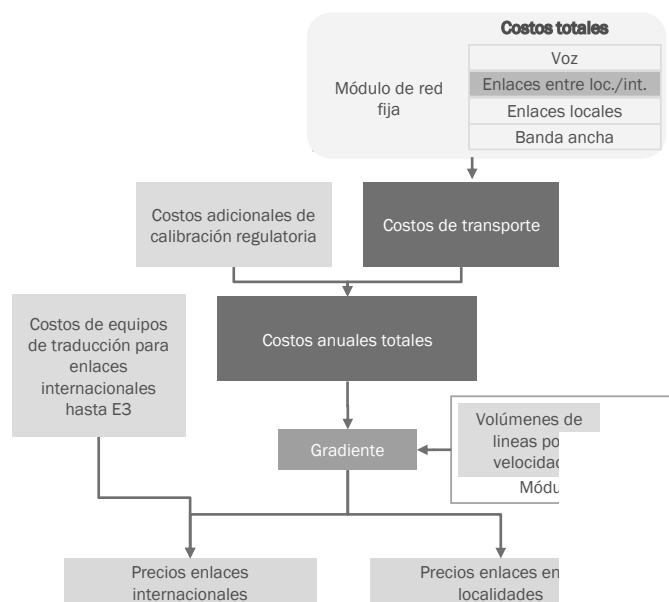 Costos totales
Módulo de red
fija
Voz
Enlaces entre loc./int.
Enlaces locales
Banda ancha
Costos adicionales de
calibración regulatoria
Costos de transporte
Costos de equipos
de traducción para
enlaces
internacionales
hasta E3
Costos anuales totales
Gradiente
Volúmenes de
lineas po
velocidad
Módu
Precios enlaces
internacionales
Precios enlaces en
localidades